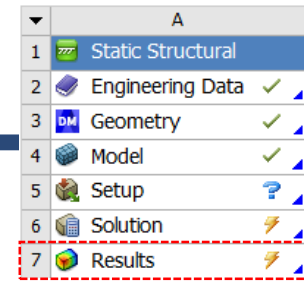 A
1 Static Structural
2 Engineering Data
3 DM Geometry
4 Model
5 Setup ?
6 Solution
7 Results